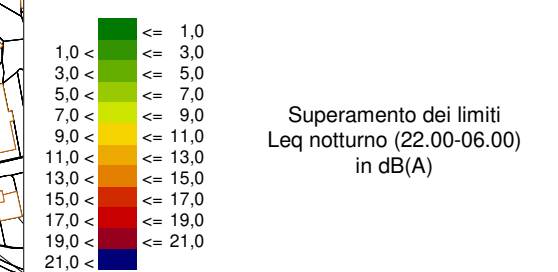 <= 1,0
1,0 < <= 3,0
3,0 < <= 5,0
5,0 < <= 7,0
7,0 < <= 9,0
9,0 < <= 11,0
11,0 < <= 13,0
13,0 < <= 15,0
15,0 < <= 17,0
17,0 < <= 19,0
19,0 < <= 21,0
21,0 <
Superamento dei limiti
Leq notturno (22.00-06.00)
in dB(A)